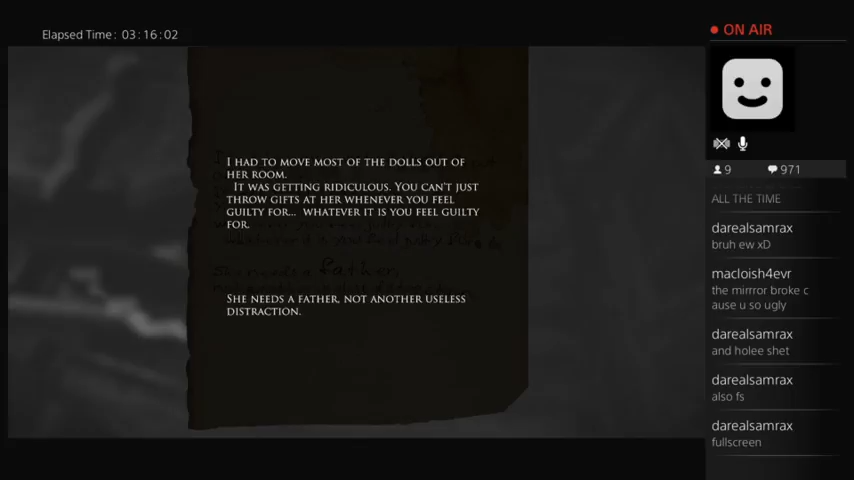 Elapsed Time: 03:16:02
ON AIR
I HAD TO MOVE MOST OF THE DOLLS OUT OF
HER ROOM.
IT WAS GETTING RIDICULOUS. YOU CAN'T JUST
THROW GIFTS AT HER WHENEVER YOU FEEL
GUILTY FOR... WHATEVER IT IS YOU FEEL GUILTY
FOR.
She needs a father,
SHE NEEDS A FATHER, NOT ANOTHER USELESS
DISTRACTION.
9
971
ALL THE TIME
darealsamrax
bruh ew xD
macloish4evr
the mirrror broke c
ause u so ugly
darealsamrax
and holee shet
darealsamrax
also fs
darealsamrax
fullscreen